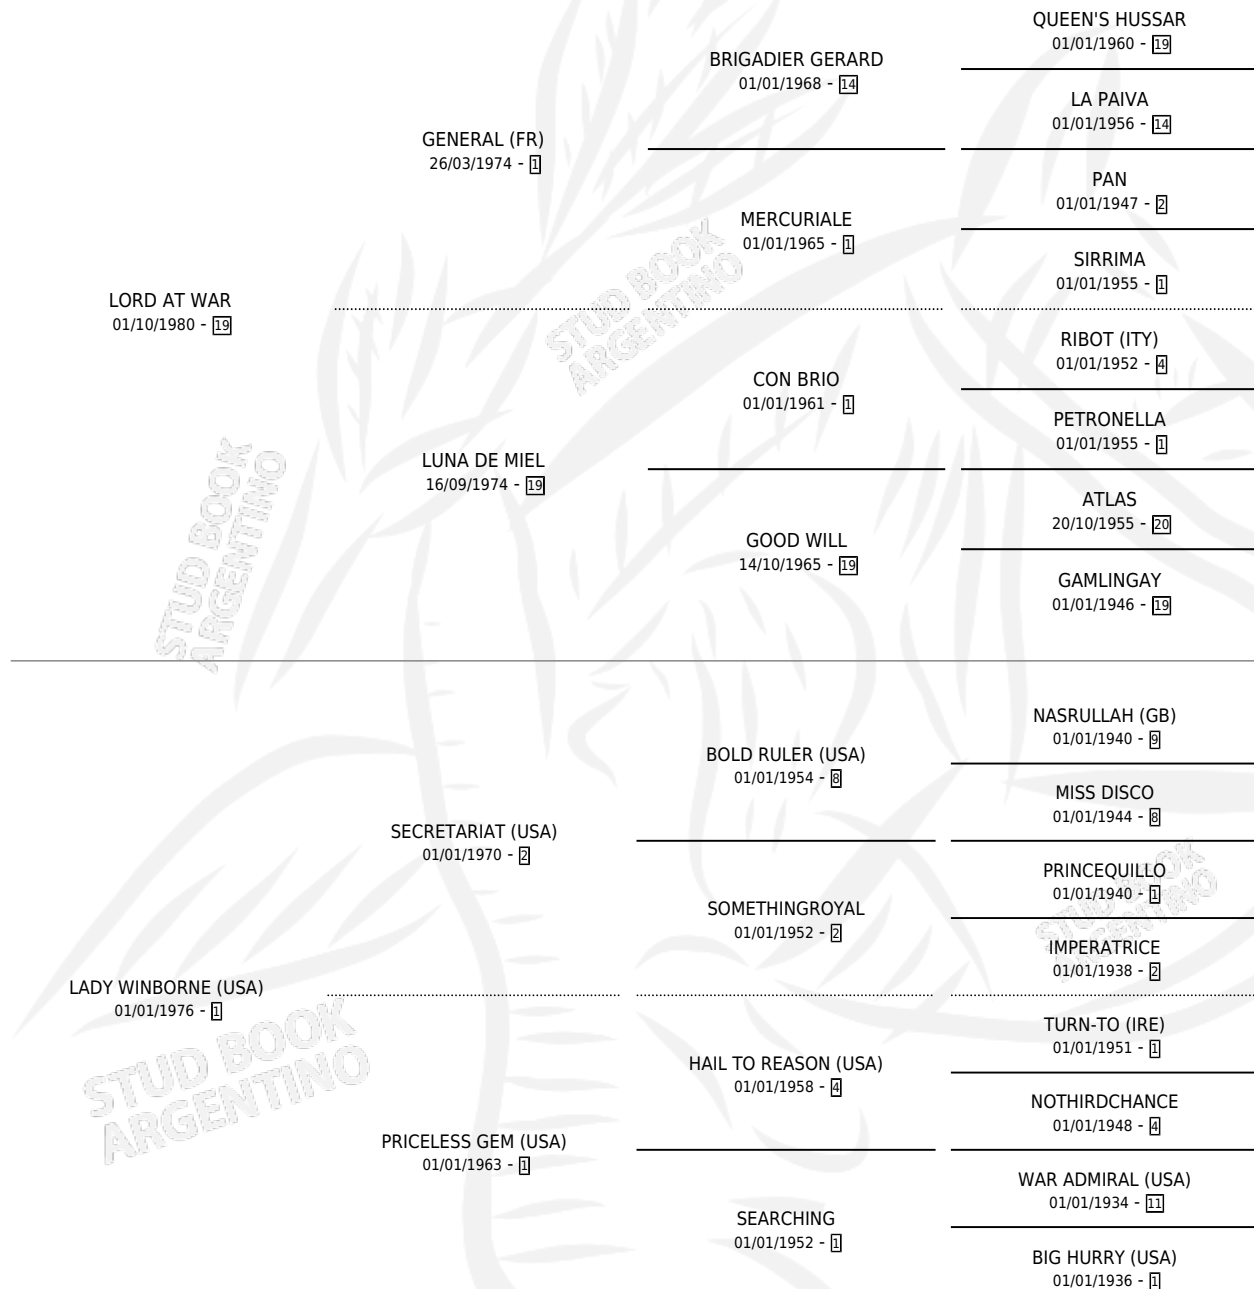 QUEEN'S HUSSAR
01/01/1960 - 19
BRIGADIER GERARD
01/01/1968 - 14
LA PAIVA
01/01/1956 - 14
GENERAL (FR)
26/03/1974 - 1
PAN
01/01/1947 - 2
MERCURIALE
01/01/1965 - 1
SIRRIMA
01/01/1955 - 1
LORD AT WAR
01/10/1980 - 19
STUD BOOK
ARGENTINO
RIBOT (ITY)
01/01/1952 - 4
CON BRIO
01/01/1961 - 1
PETRONELLA
01/01/1955 - 1
LUNA DE MIEL
16/09/1974 - 19
ATLAS
20/10/1955 - 20
GOOD WILL
14/10/1965 - 19
GAMLINGAY
01/01/1946 - 19
STUD BOOK
ARGENTINO
NASRULLAH (GB)
01/01/1940 - 9
BOLD RULER (USA)
01/01/1954 - 8
MISS DISCO
01/01/1944 - 8
SECRETARIAT (USA)
01/01/1970 - 2
PRINCEQUILLO
01/01/1940 - 1
SOMETHINGROYAL
01/01/1952 - 2
STUD BOOK
ARGENTINO
IMPERATRICE
01/01/1938 - 2
LADY WINBORNE (USA)
01/01/1976 - 1
STUD BOOK
ARGENTINO
TURN-TO (IRE)
01/01/1951 - 1
HAIL TO REASON (USA)
01/01/1958 - 4
NOTHIRDCHANCE
01/01/1948 - 4
PRICELESS GEM (USA)
01/01/1963 - 1
WAR ADMIRAL (USA)
01/01/1934 - 11
SEARCHING
01/01/1952 - 1
BIG HURRY (USA)
01/01/1936 - 1